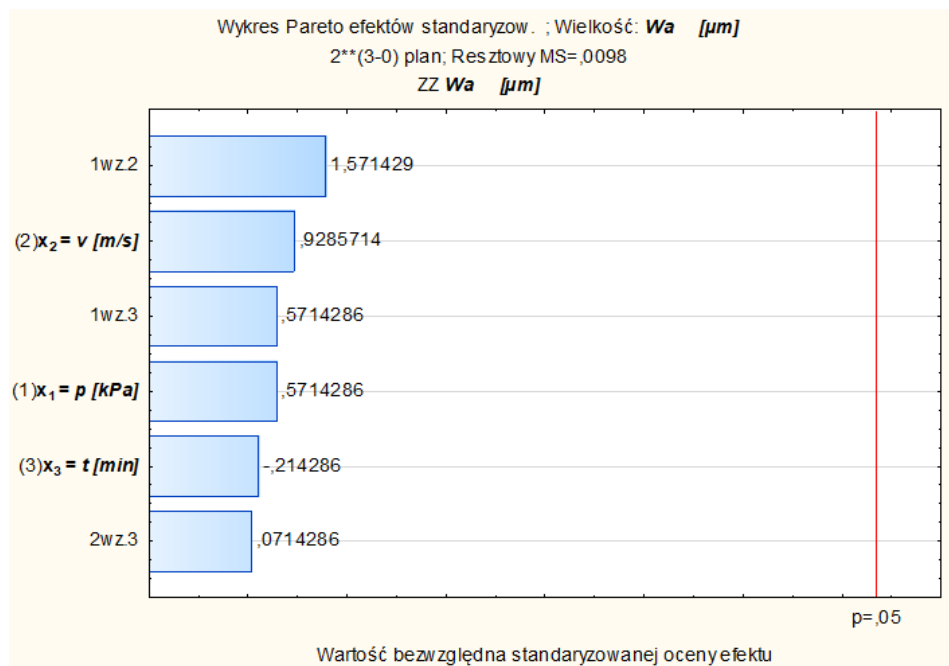 Wykres Pareto efektów standaryzow. ; Wielkość: Wa [µm]
2**(3-0) plan; Resztowy MS=,0098
ZZ Wa [µm]
1wz.2 1,571429
(2)x₂ = v [m/s] ,9285714
1wz.3 ,5714286
(1)x₁ = p [kPa] ,5714286
(3)x₃ = t [min] -,214286
2wz.3 ,0714286
p=,05
Wartość bezwzględna standaryzowanej oceny efektu